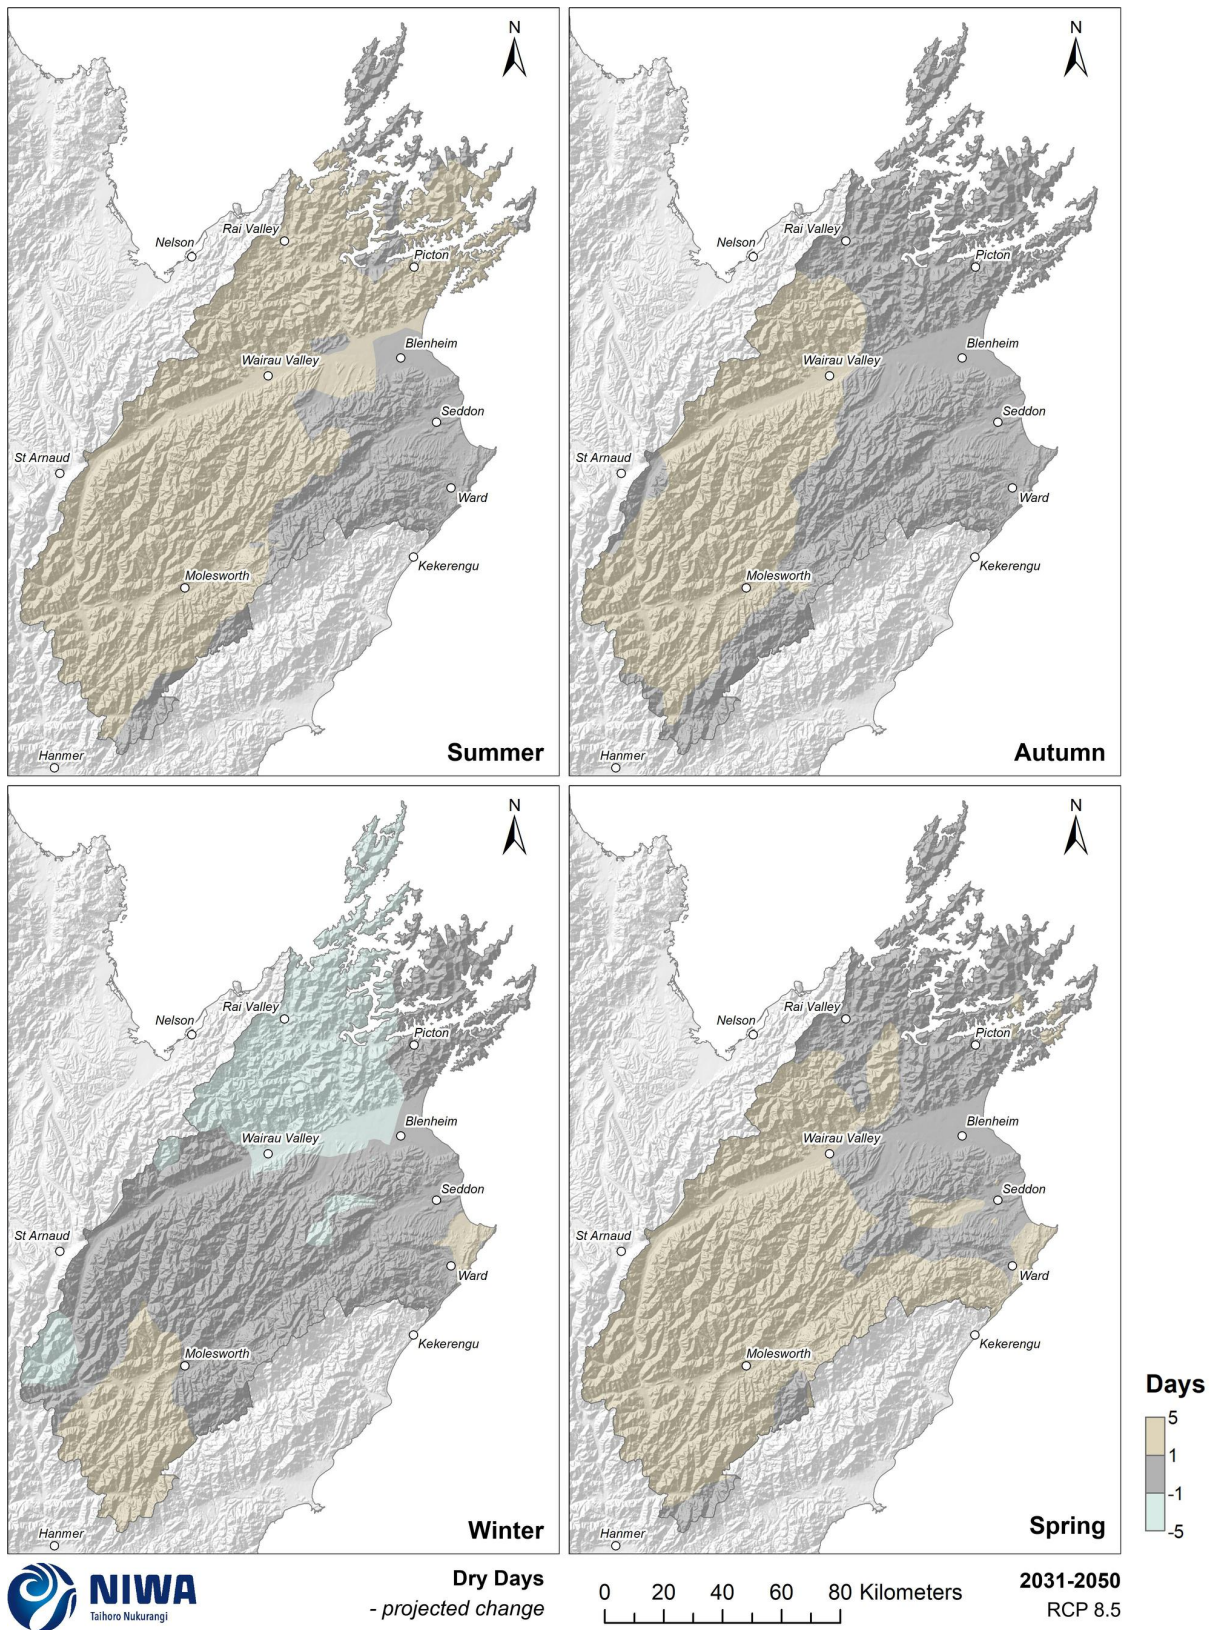 N
Rai Valley
Nelson
Picton
Blenheim
Wairau Valley
Seddon
St Arnaud
Ward
Kekerengu
Molesworth
Hanmer
Summer
N
Rai Valley
Nelson
Picton
Blenheim
Wairau Valley
Seddon
St Arnaud
Ward
Kekerengu
Molesworth
Hanmer
Autumn
N
Rai Valley
Nelson
Picton
Blenheim
Wairau Valley
Seddon
St Arnaud
Ward
Kekerengu
Molesworth
Hanmer
Winter
N
Rai Valley
Nelson
Picton
Blenheim
Wairau Valley
Seddon
St Arnaud
Ward
Kekerengu
Molesworth
Hanmer
Spring
Days
5
1
-1
-5
NIWA
Taihoro Nukurangi
Dry Days
- projected change
0 20 40 60 80 Kilometers
2031-2050
RCP 8.5